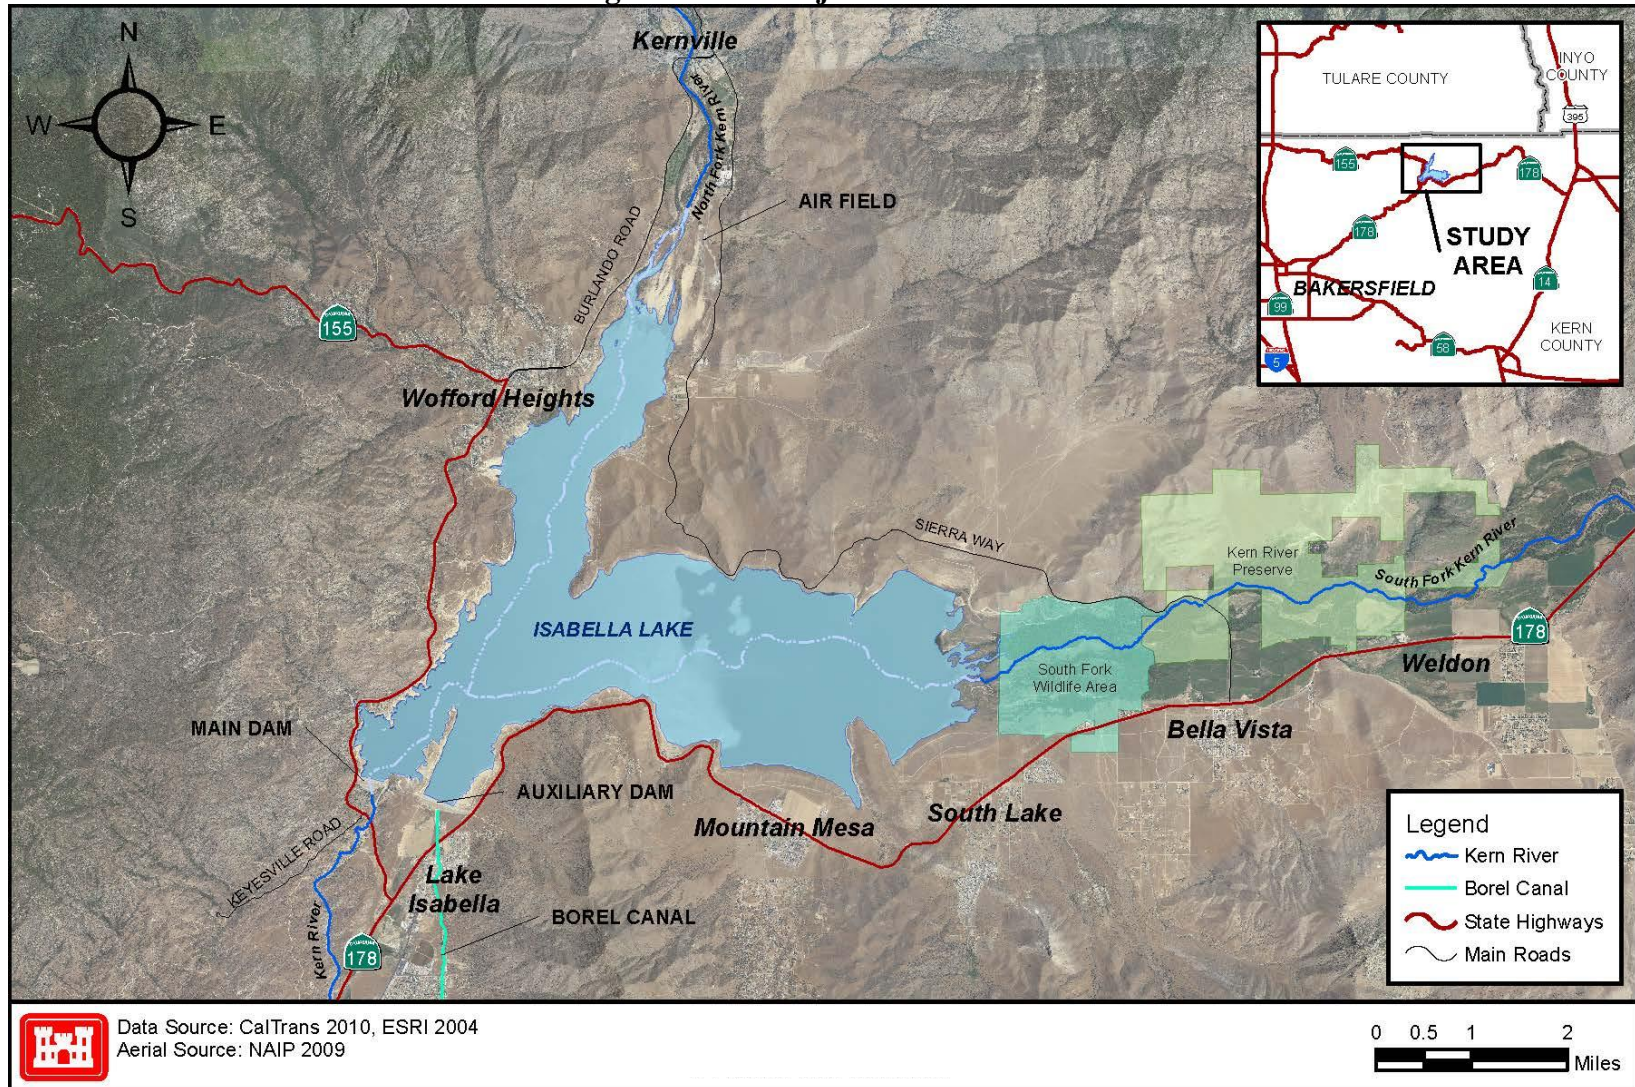 Kernville
N
W
E
S
North Fork Kern River
AIR FIELD
BURLANDO ROAD
155
Wofford Heights
SIERRA WAY
Kern River
Preserve
South Fork Kern River
ISABELLA LAKE
South Fork
Wildlife Area
178
Weldon
Bella Vista
MAIN DAM
AUXILIARY DAM
Mountain Mesa
South Lake
KEYESVILLE ROAD
Lake
Isabella
BOREL CANAL
Kern River
178
TULARE COUNTY
INYO
COUNTY
395
155
178
178
STUDY
AREA
BAKERSFIELD
14
99
58
KERN
COUNTY
5
Legend
Kern River
Borel Canal
State Highways
Main Roads
Data Source: CalTrans 2010, ESRI 2004
Aerial Source: NAIP 2009
0 0.5 1 2
Miles